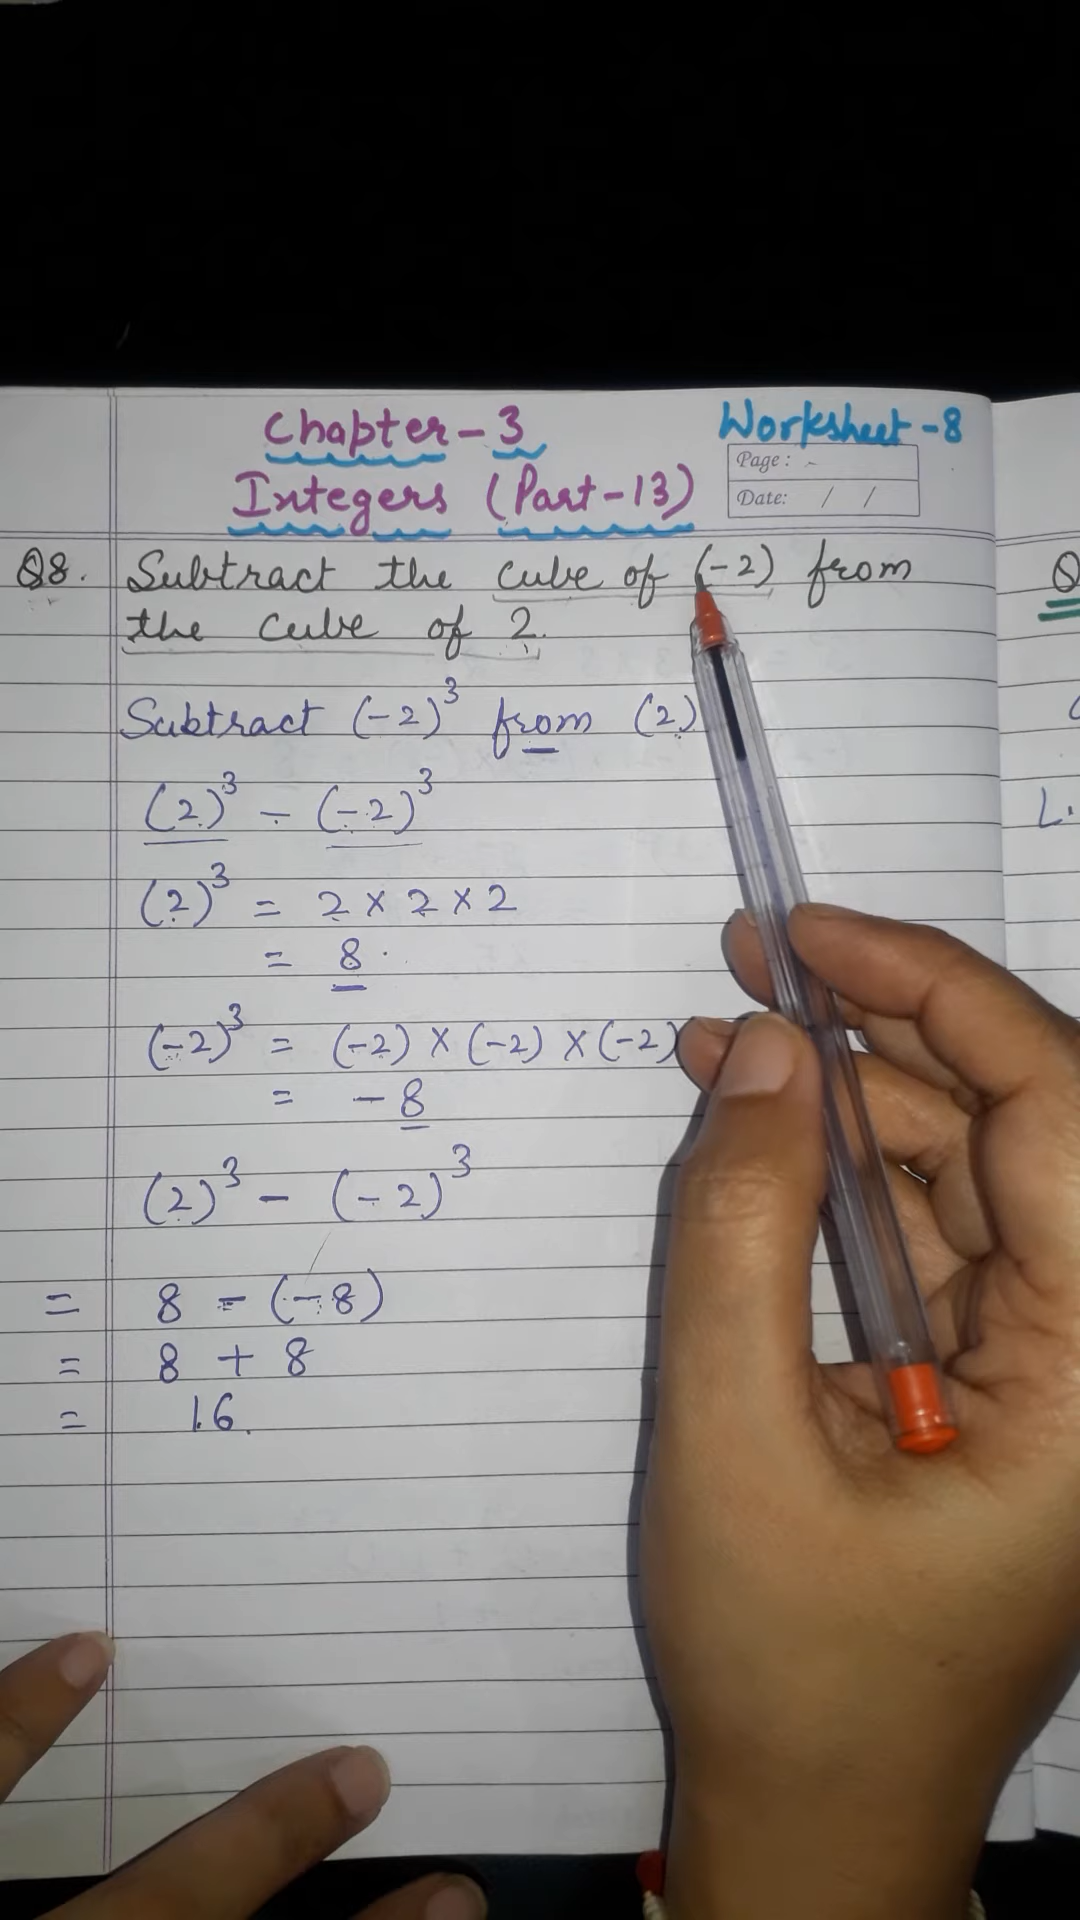 Chapter-3
Worksheet-8
Integers (Part-13)
Page: -
Date: / /
Q8. Subtract the cube of (-2) from
the cube of 2.
Subtract (-2)³ from (2)
(2)³ - (-2)³
(2)³ = 2 × 2 × 2
= 8.
(-2)³ = (-2) × (-2) × (-2)
= -8
(2)³ - (-2)³
= 8 - (-8)
= 8 + 8
= 16.
Q
L.